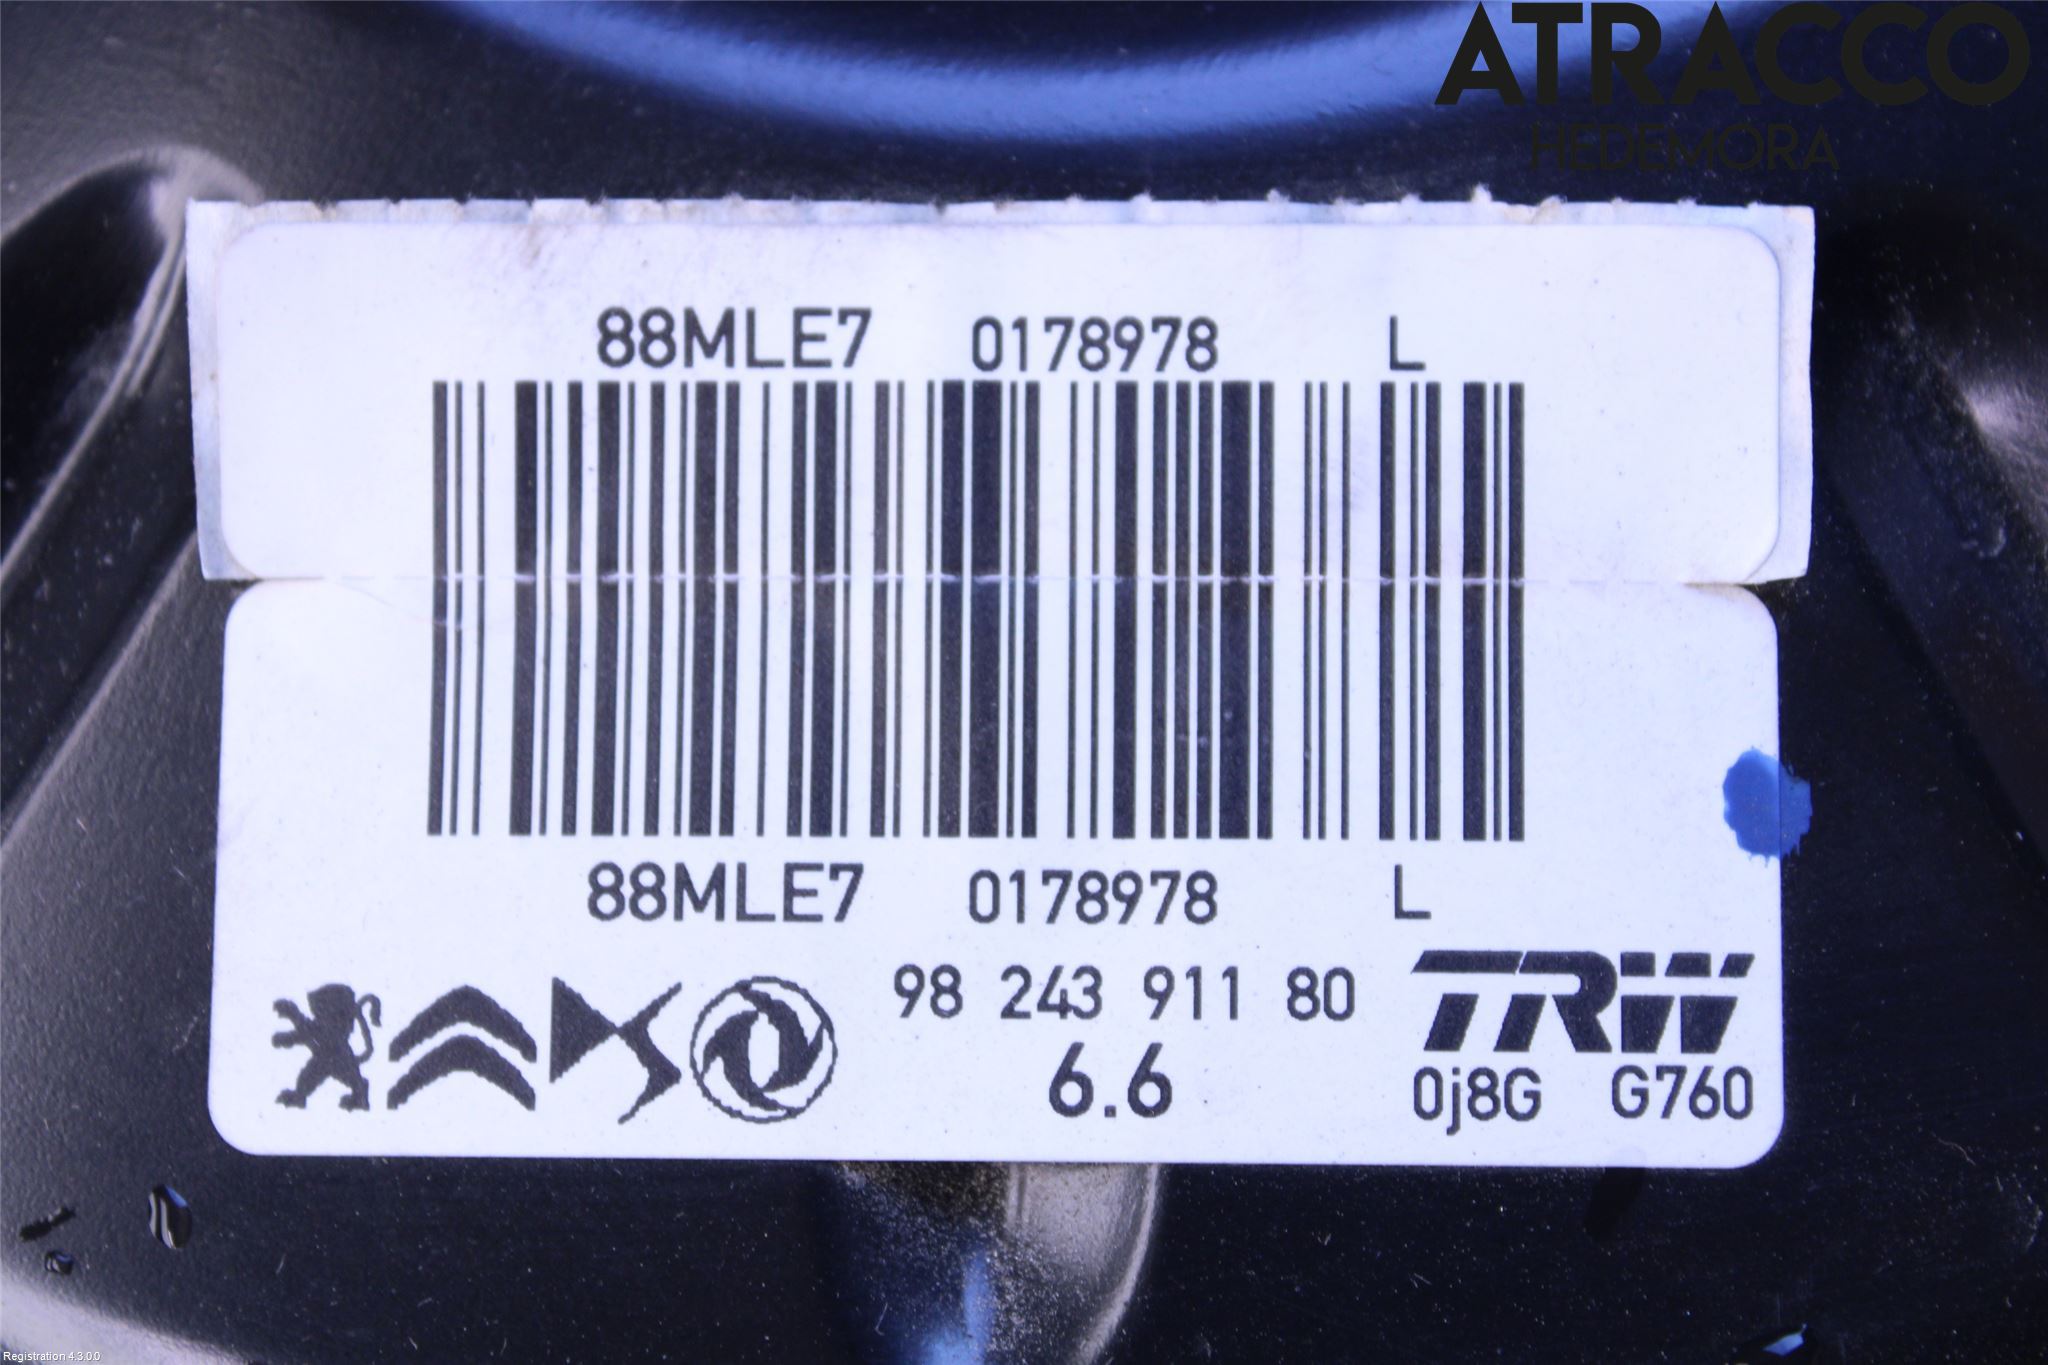 ATRACCO
HEDEMORA
88MLE7 0178978 L
88MLE7 0178978 L
98 243 911 80
6.6
DS
TRW
0j8G G760
Registration 4.3.0.0